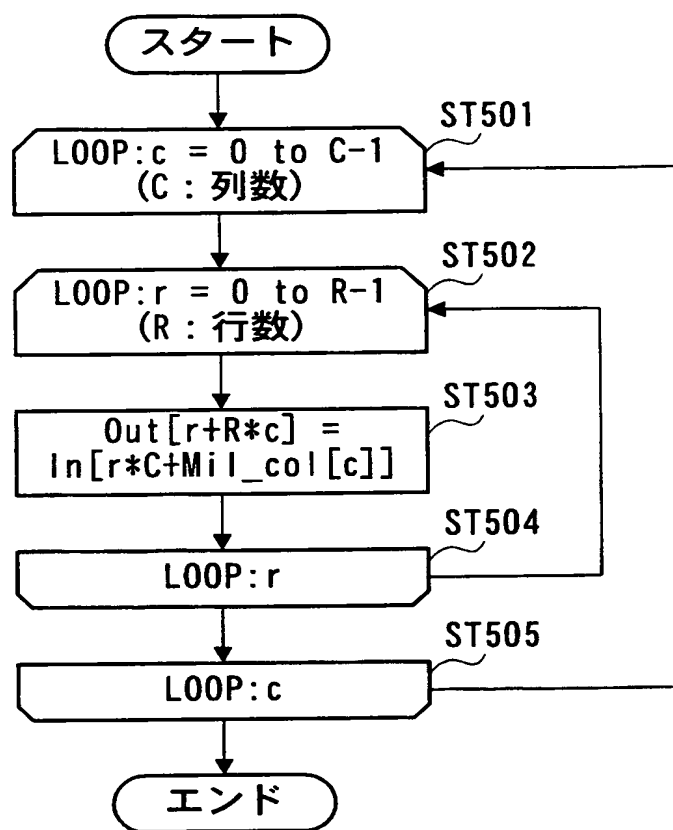 スタート
ST501
LOOP:c = 0 to C-1
(C:列数)
ST502
LOOP:r = 0 to R-1
(R:行数)
ST503
Out[r+R*c] =
In[r*C+Mil_col[c]]
ST504
LOOP:r
ST505
LOOP:c
エンド